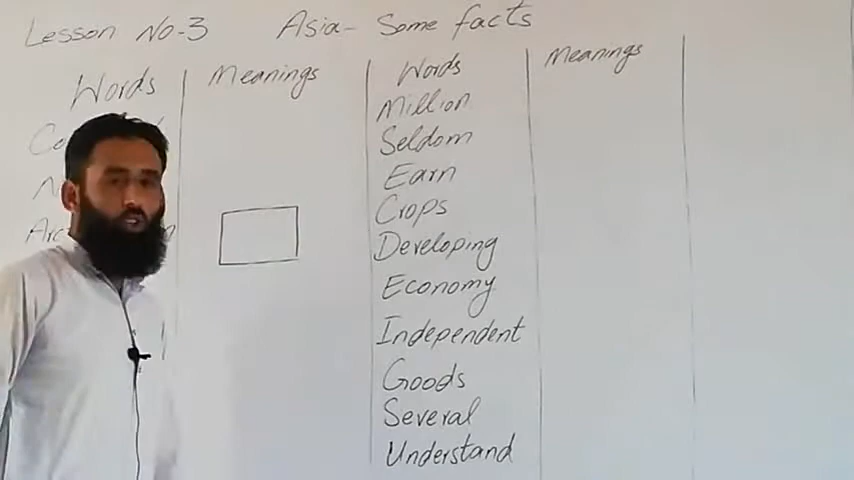 Lesson No-3 Asia- Some facts
Words Meanings Words Meanings
Million
Seldom
Earn
Crops
Developing
Economy
Independent
Goods
Several
Understand